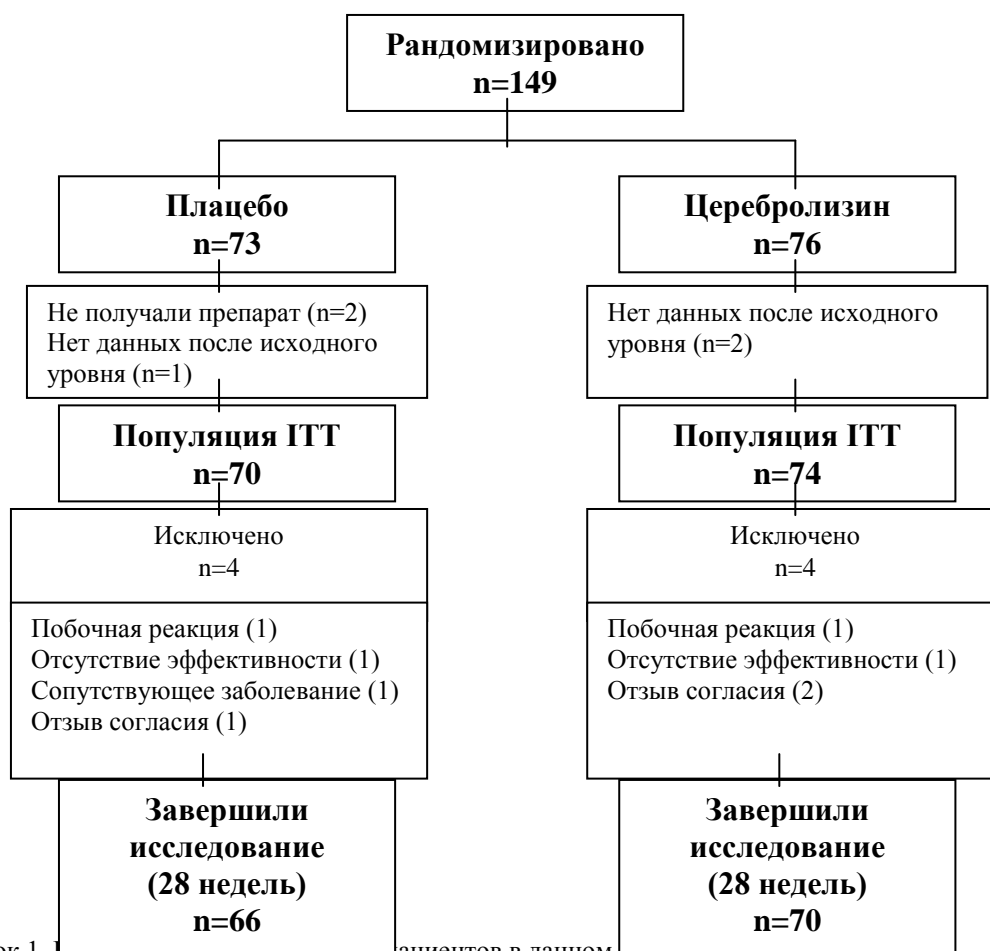 Рандомизировано
n=149
Плацебо
n=73
Церебролизин
n=76
Не получали препарат (n=2)
Нет данных после исходного
уровня (n=1)
Нет данных после исходного
уровня (n=2)
Популяция ITT
n=70
Популяция ITT
n=74
Исключено
n=4
Исключено
n=4
Побочная реакция (1)
Отсутствие эффективности (1)
Сопутствующее заболевание (1)
Отзыв согласия (1)
Побочная реакция (1)
Отсутствие эффективности (1)
Отзыв согласия (2)
Завершили
исследование
(28 недель)
n=66
Завершили
исследование
(28 недель)
n=70
в данном